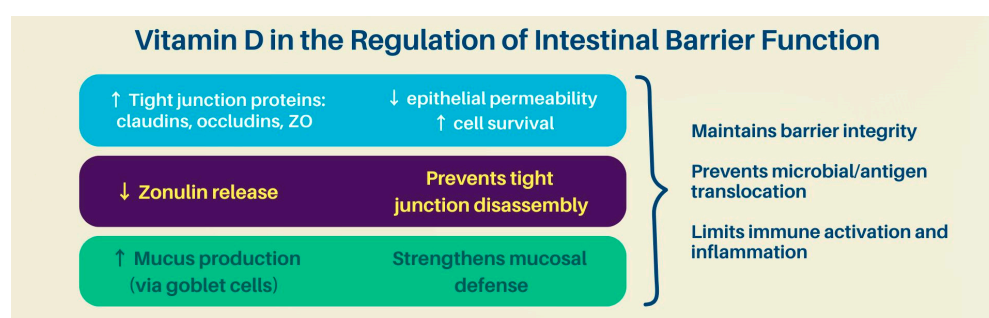 Vitamin D in the Regulation of Intestinal Barrier Function
↑ Tight junction proteins:
claudins, occludins, ZO
↓ epithelial permeability
↑ cell survival
↓ Zonulin release
Prevents tight
junction disassembly
↑ Mucus production
(via goblet cells)
Strengthens mucosal
defense
Maintains barrier integrity
Prevents microbial/antigen
translocation
Limits immune activation and
inflammation